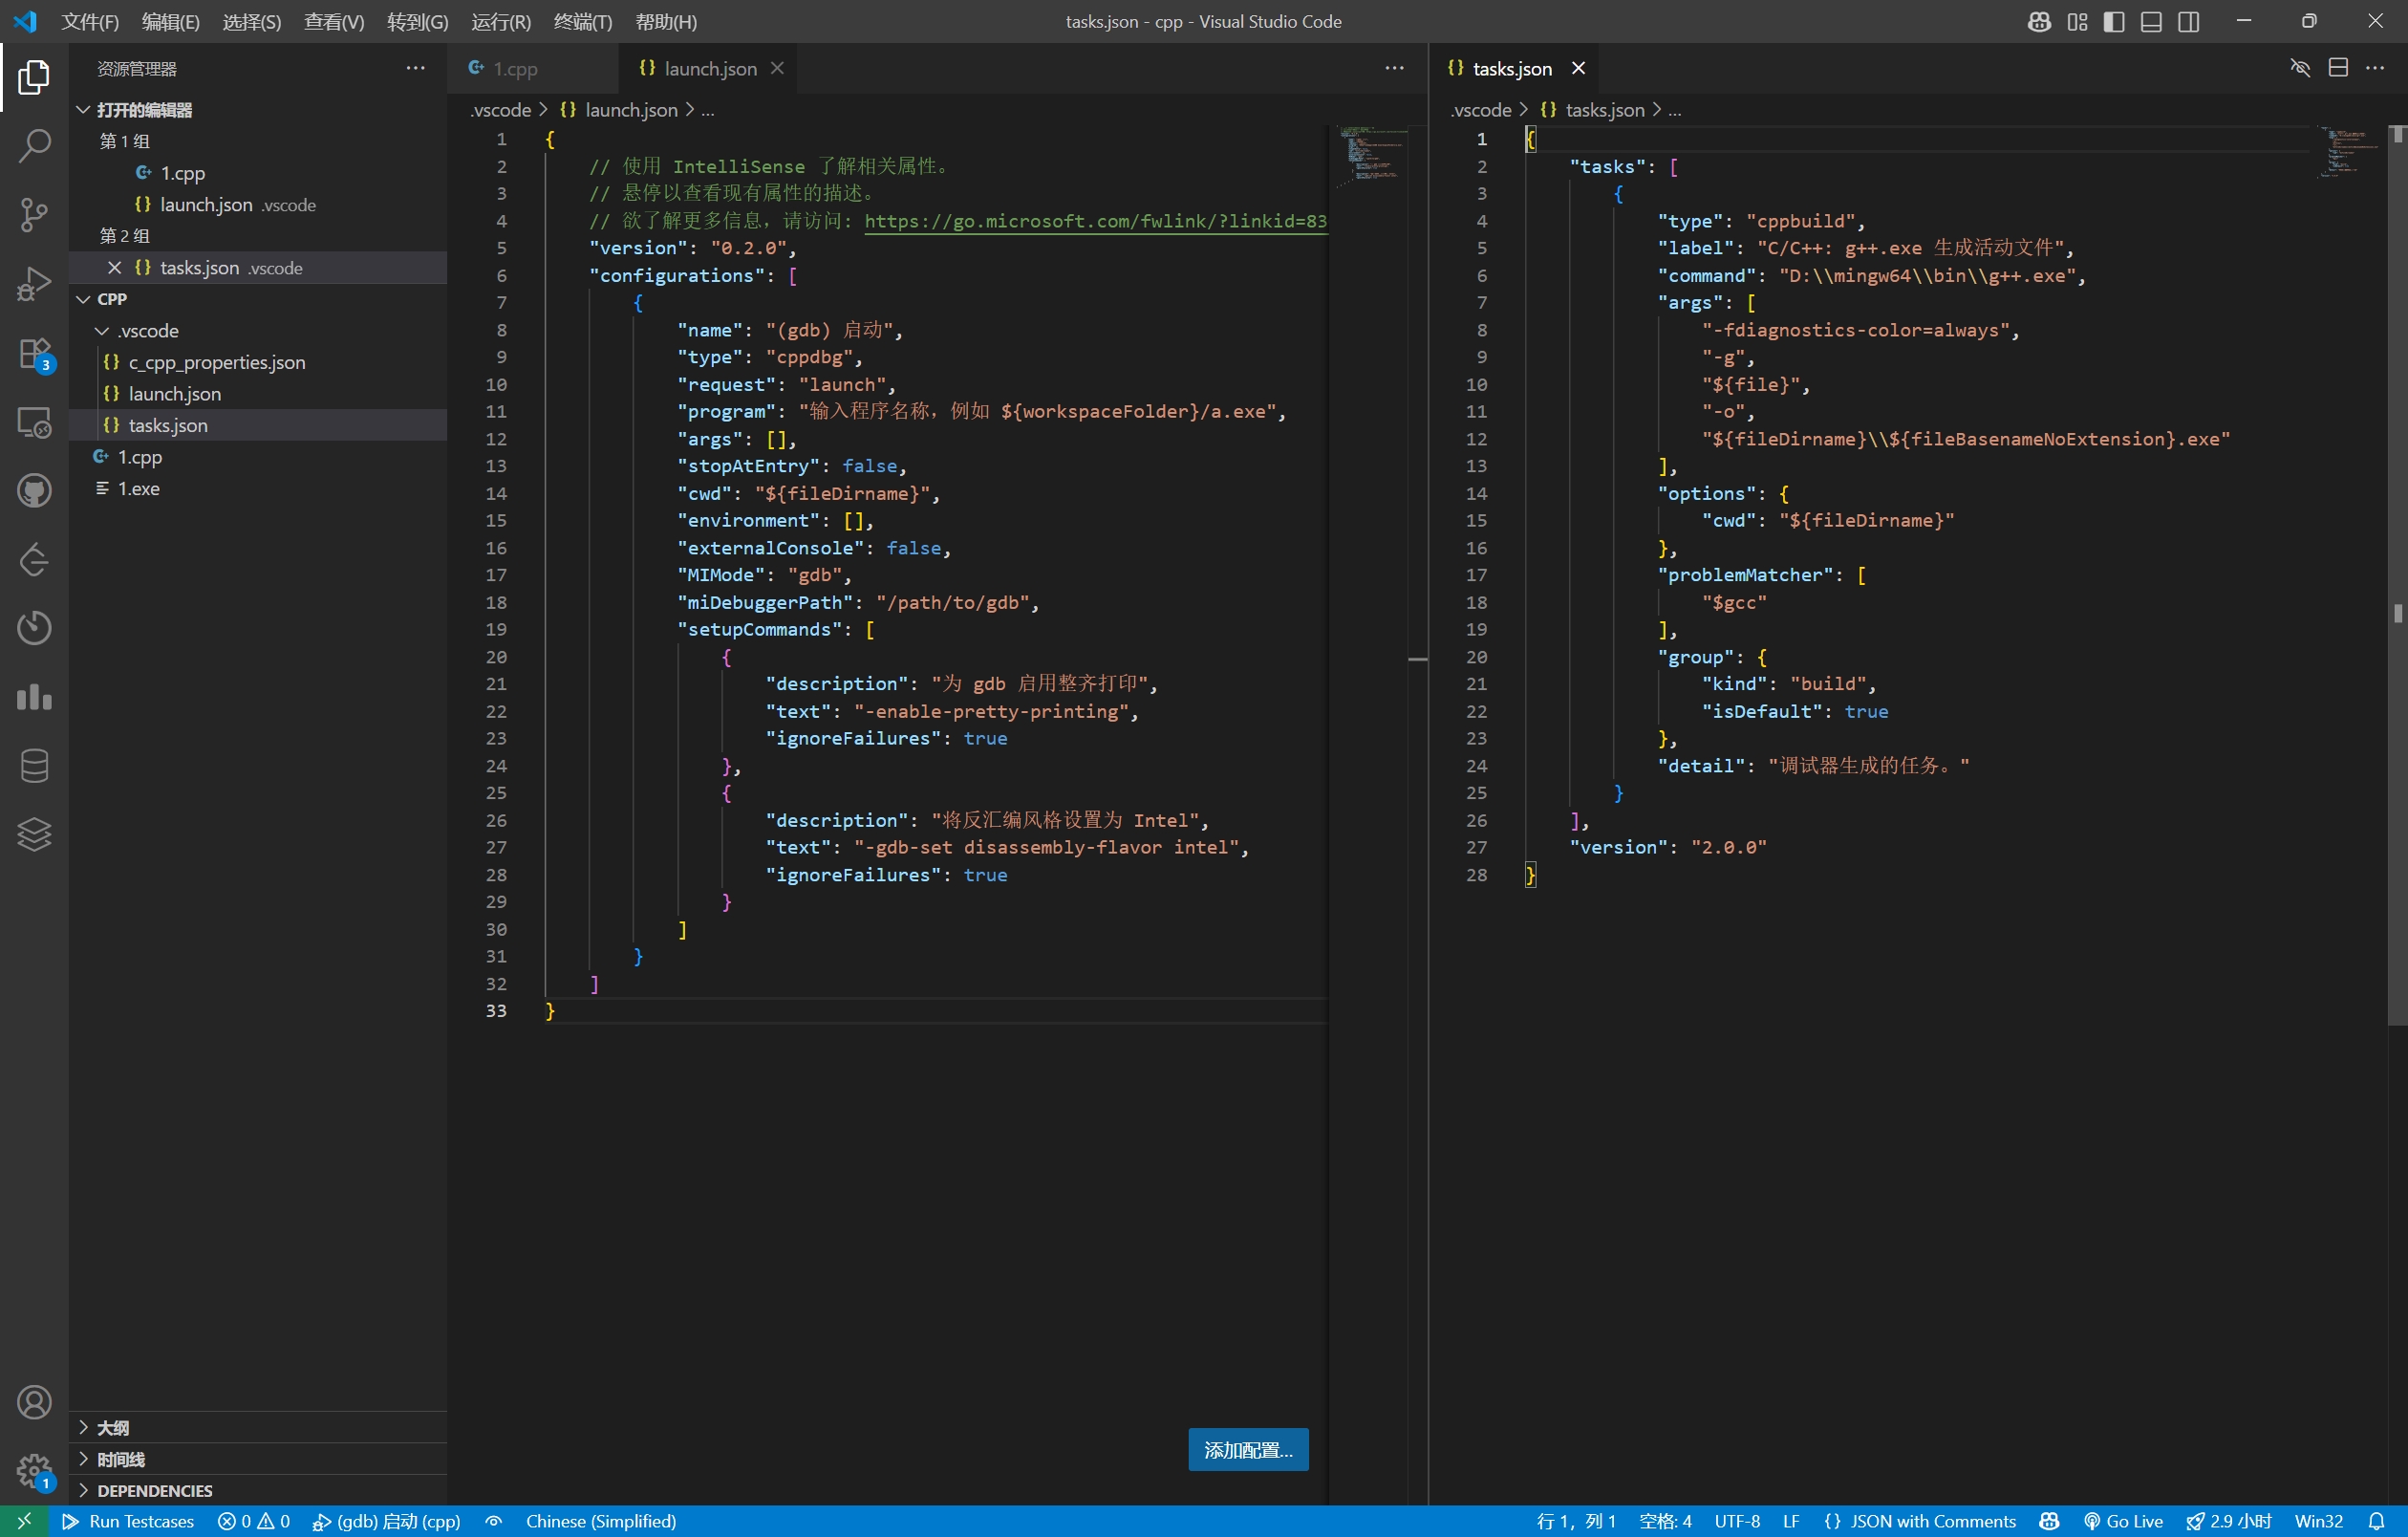 文件(F) 编辑(E) 选择(S) 查看(V) 转到(G) 运行(R) 终端(T) 帮助(H)
tasks.json - cpp - Visual Studio Code
资源管理器
打开的编辑器
第 1 组
1.cpp
launch.json .vscode
第 2 组
tasks.json .vscode
CPP
.vscode
c_cpp_properties.json
launch.json
tasks.json
1.cpp
1.exe
大纲
时间线
DEPENDENCIES
3
1
1.cpp
launch.json
.vscode > launch.json > ...
1 {
2 // 使用 IntelliSense 了解相关属性。
3 // 悬停以查看现有属性的描述。
4 // 欲了解更多信息，请访问: https://go.microsoft.com/fwlink/?linkid=83
5 "version": "0.2.0",
6 "configurations": [
7 {
8 "name": "(gdb) 启动",
9 "type": "cppdbg",
10 "request": "launch",
11 "program": "输入程序名称，例如 ${workspaceFolder}/a.exe",
12 "args": [],
13 "stopAtEntry": false,
14 "cwd": "${fileDirname}",
15 "environment": [],
16 "externalConsole": false,
17 "MIMode": "gdb",
18 "miDebuggerPath": "/path/to/gdb",
19 "setupCommands": [
20 {
21 "description": "为 gdb 启用整齐打印",
22 "text": "-enable-pretty-printing",
23 "ignoreFailures": true
24 },
25 {
26 "description": "将反汇编风格设置为 Intel",
27 "text": "-gdb-set disassembly-flavor intel",
28 "ignoreFailures": true
29 }
30 ]
31 }
32 ]
33 }
添加配置...
tasks.json
.vscode > tasks.json > ...
1 {
2 "tasks": [
3 {
4 "type": "cppbuild",
5 "label": "C/C++: g++.exe 生成活动文件",
6 "command": "D:\\mingw64\\bin\\g++.exe",
7 "args": [
8 "-fdiagnostics-color=always",
9 "-g",
10 "${file}",
11 "-o",
12 "${fileDirname}\\${fileBasenameNoExtension}.exe"
13 ],
14 "options": {
15 "cwd": "${fileDirname}"
16 },
17 "problemMatcher": [
18 "$gcc"
19 ],
20 "group": {
21 "kind": "build",
22 "isDefault": true
23 },
24 "detail": "调试器生成的任务。"
25 }
26 ],
27 "version": "2.0.0"
28 }
Run Testcases 0 0 (gdb) 启动 (cpp) Chinese (Simplified) 行 1，列 1 空格: 4 UTF-8 LF {} JSON with Comments Go Live 2.9 小时 Win32